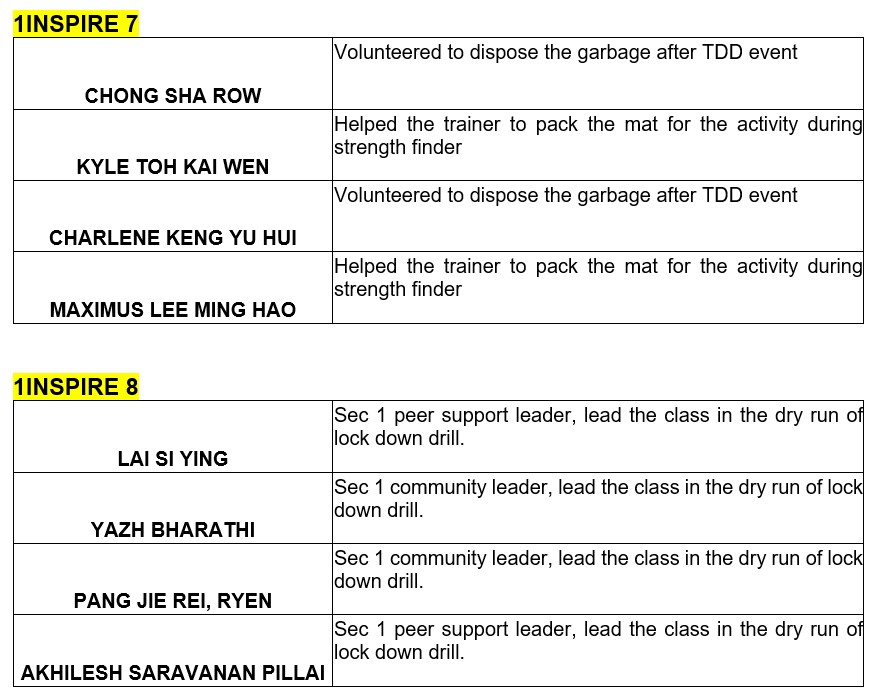 1INSPIRE 7
Volunteered to dispose the garbage after TDD event
CHONG SHA ROW
Helped the trainer to pack the mat for the activity during
strength finder
KYLE TOH KAI WEN
Volunteered to dispose the garbage after TDD event
CHARLENE KENG YU HUI
Helped the trainer to pack the mat for the activity during
strength finder
MAXIMUS LEE MING HAO
1INSPIRE 8
Sec 1 peer support leader, lead the class in the dry run of
lock down drill.
LAI SI YING
Sec 1 community leader, lead the class in the dry run of lock
down drill.
YAZH BHARATHI
Sec 1 community leader, lead the class in the dry run of lock
down drill.
PANG JIE REI, RYEN
Sec 1 peer support leader, lead the class in the dry run of
lock down drill.
AKHILESH SARAVANAN PILLAI